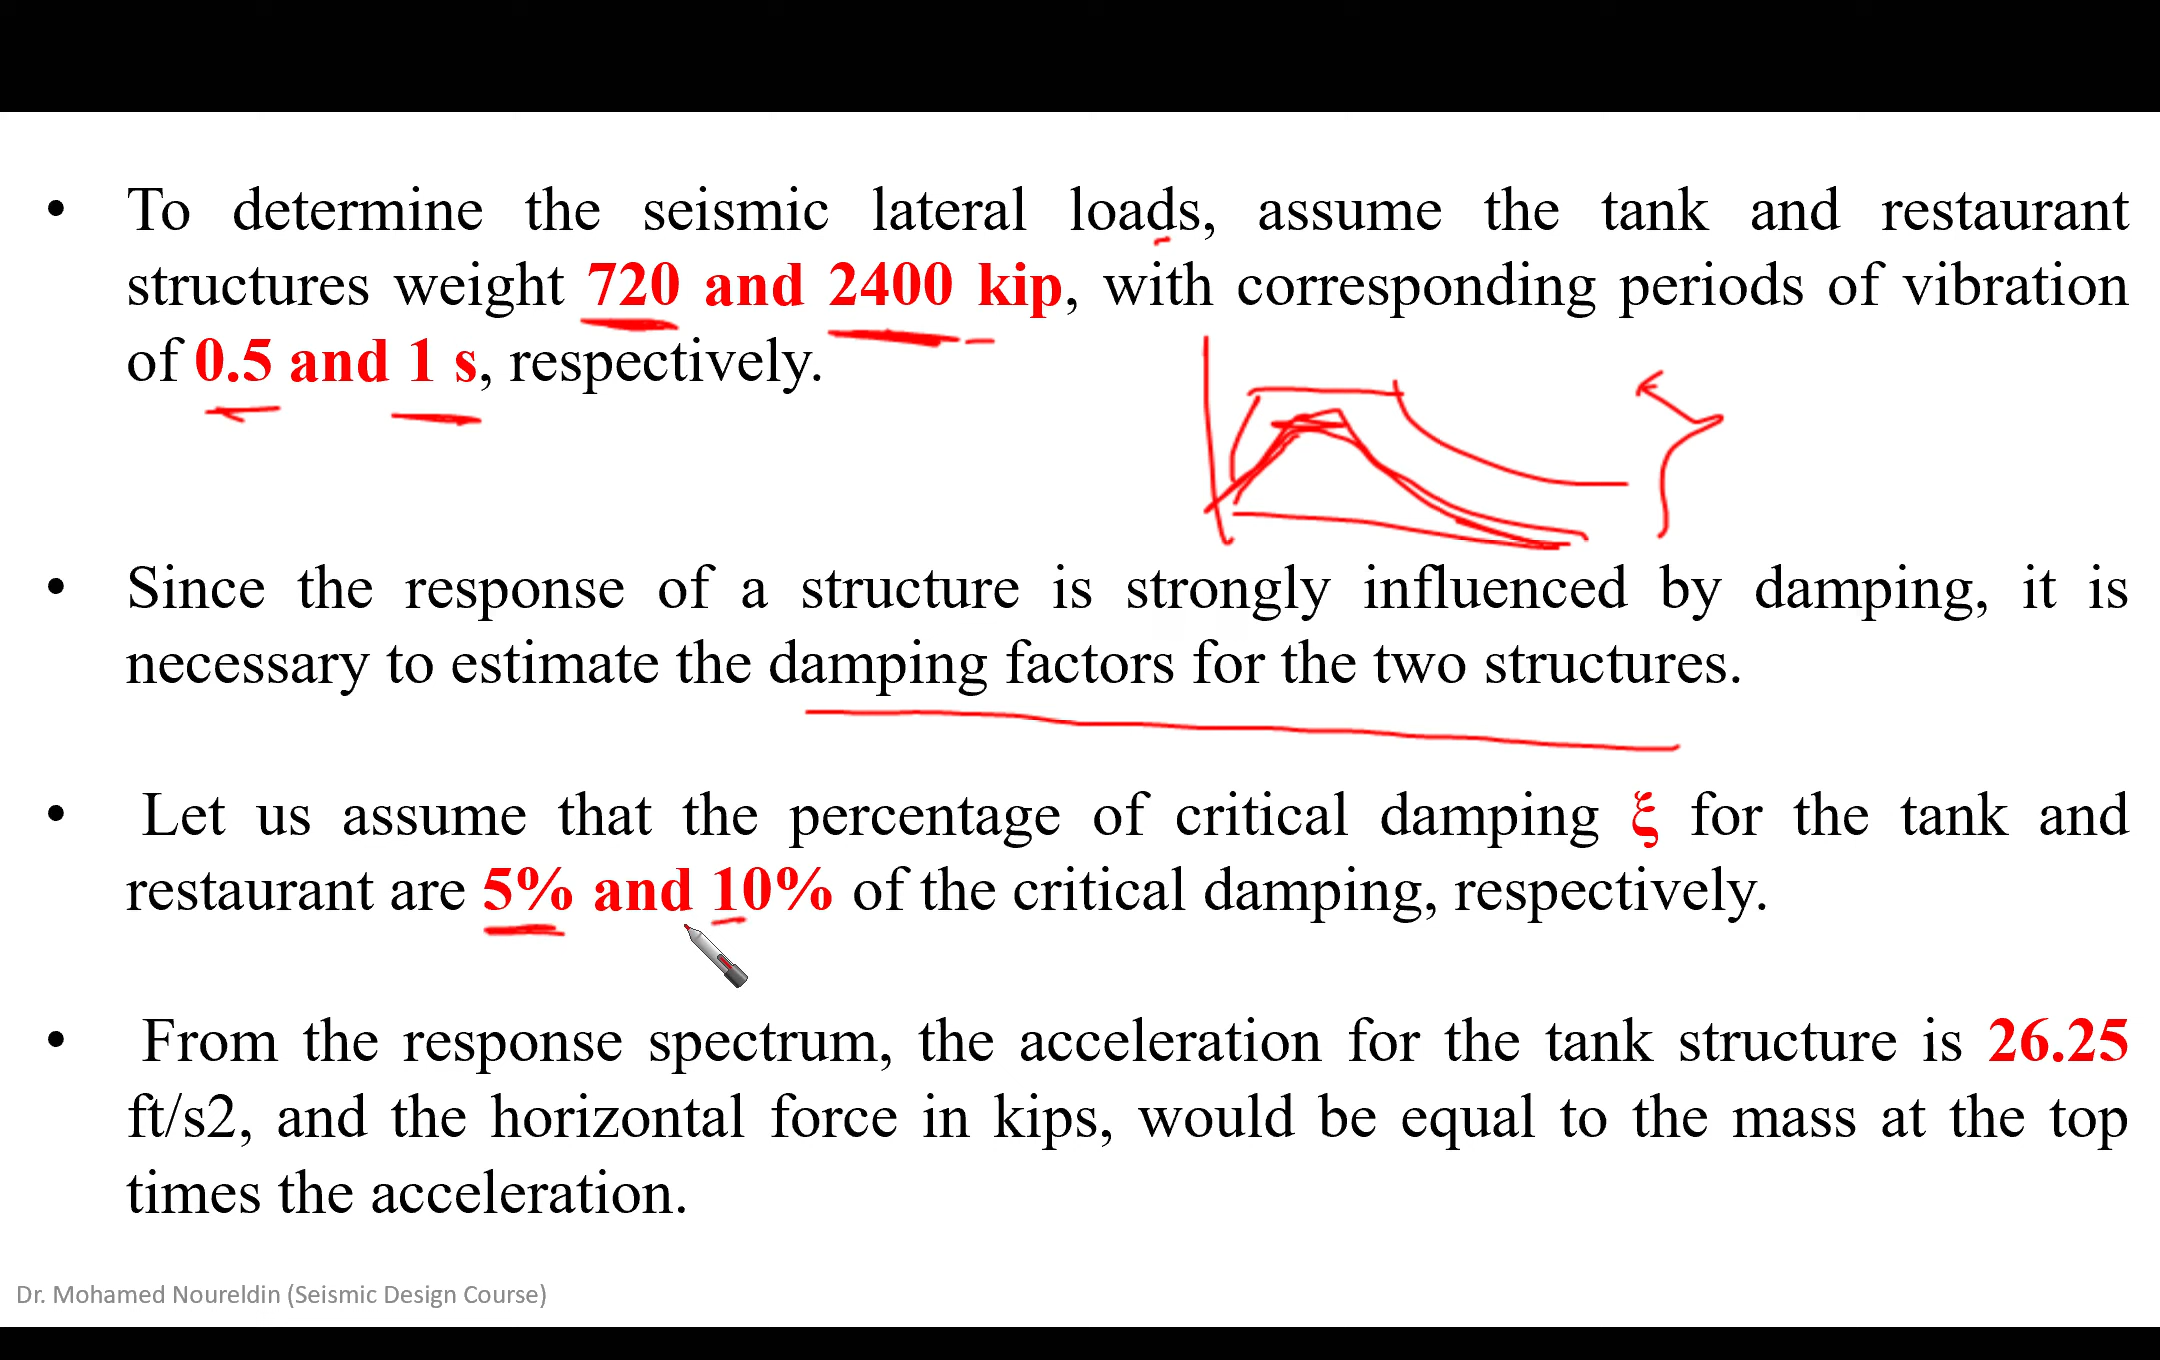 • To determine the seismic lateral loads, assume the tank and restaurant
structures weight 720 and 2400 kip, with corresponding periods of vibration
of 0.5 and 1 s, respectively.
• Since the response of a structure is strongly influenced by damping, it is
necessary to estimate the damping factors for the two structures.
• Let us assume that the percentage of critical damping ξ for the tank and
restaurant are 5% and 10% of the critical damping, respectively.
• From the response spectrum, the acceleration for the tank structure is 26.25
ft/s2, and the horizontal force in kips, would be equal to the mass at the top
times the acceleration.
Dr. Mohamed Noureldin (Seismic Design Course)